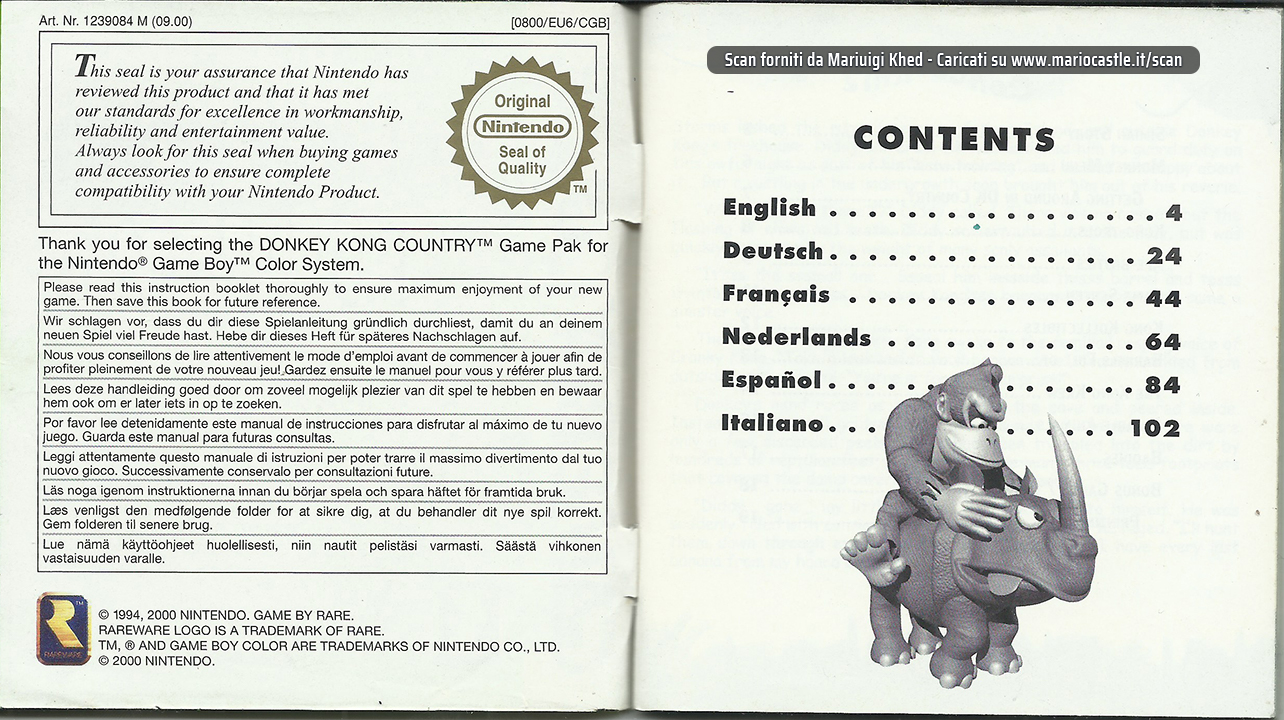 Art. Nr. 1239084 M (09.00)
[0800/EU6/CGB]
This seal is your assurance that Nintendo has
reviewed this product and that it has met
our standards for excellence in workmanship,
reliability and entertainment value.
Always look for this seal when buying games
and accessories to ensure complete
compatibility with your Nintendo Product.
Original
Nintendo
Seal of
Quality
TM
Thank you for selecting the DONKEY KONG COUNTRY™ Game Pak for
the Nintendo® Game Boy™ Color System.
Please read this instruction booklet thoroughly to ensure maximum enjoyment of your new
game. Then save this book for future reference.
Wir schlagen vor, dass du dir diese Spielanleitung gründlich durchliest, damit du an deinem
neuen Spiel viel Freude hast. Hebe dir dieses Heft für späteres Nachschlagen auf.
Nous vous conseillons de lire attentivement le mode d'emploi avant de commencer à jouer afin de
profiter pleinement de votre nouveau jeu! Gardez ensuite le manuel pour vous y référer plus tard.
Lees deze handleiding goed door om zoveel mogelijk plezier van dit spel te hebben en bewaar
hem ook om er later iets in op te zoeken.
Por favor lee detenidamente este manual de instrucciones para disfrutar al máximo de tu nuevo
juego. Guarda este manual para futuras consultas.
Leggi attentamente questo manuale di istruzioni per poter trarre il massimo divertimento dal tuo
nuovo gioco. Successivamente conservalo per consultazioni future.
Läs noga igenom instruktionerna innan du börjar spela och spara häftet för framtida bruk.
Læs venligst den medfølgende folder for at sikre dig, at du behandler dit nye spil korrekt.
Gem folderen til senere brug.
Lue nämä käyttöohjeet huolellisesti, niin nautit pelistäsi varmasti. Säästä vihkonen
vastaisuuden varalle.
TM
RAREWARE
© 1994, 2000 NINTENDO. GAME BY RARE.
RAREWARE LOGO IS A TRADEMARK OF RARE.
TM, ® AND GAME BOY COLOR ARE TRADEMARKS OF NINTENDO CO., LTD.
© 2000 NINTENDO.
Scan forniti da Mariuigi Khed - Caricati su www.mariocastle.it/scan
CONTENTS
English . . . . . . . . . . . . . . . . . . 4
Deutsch . . . . . . . . . . . . . . . . . 24
Français . . . . . . . . . . . . . . . . 44
Nederlands . . . . . . . . . . . . . . 64
Español . . . . . . . . . . . . . . . . . 84
Italiano . . . . . . . . . 102